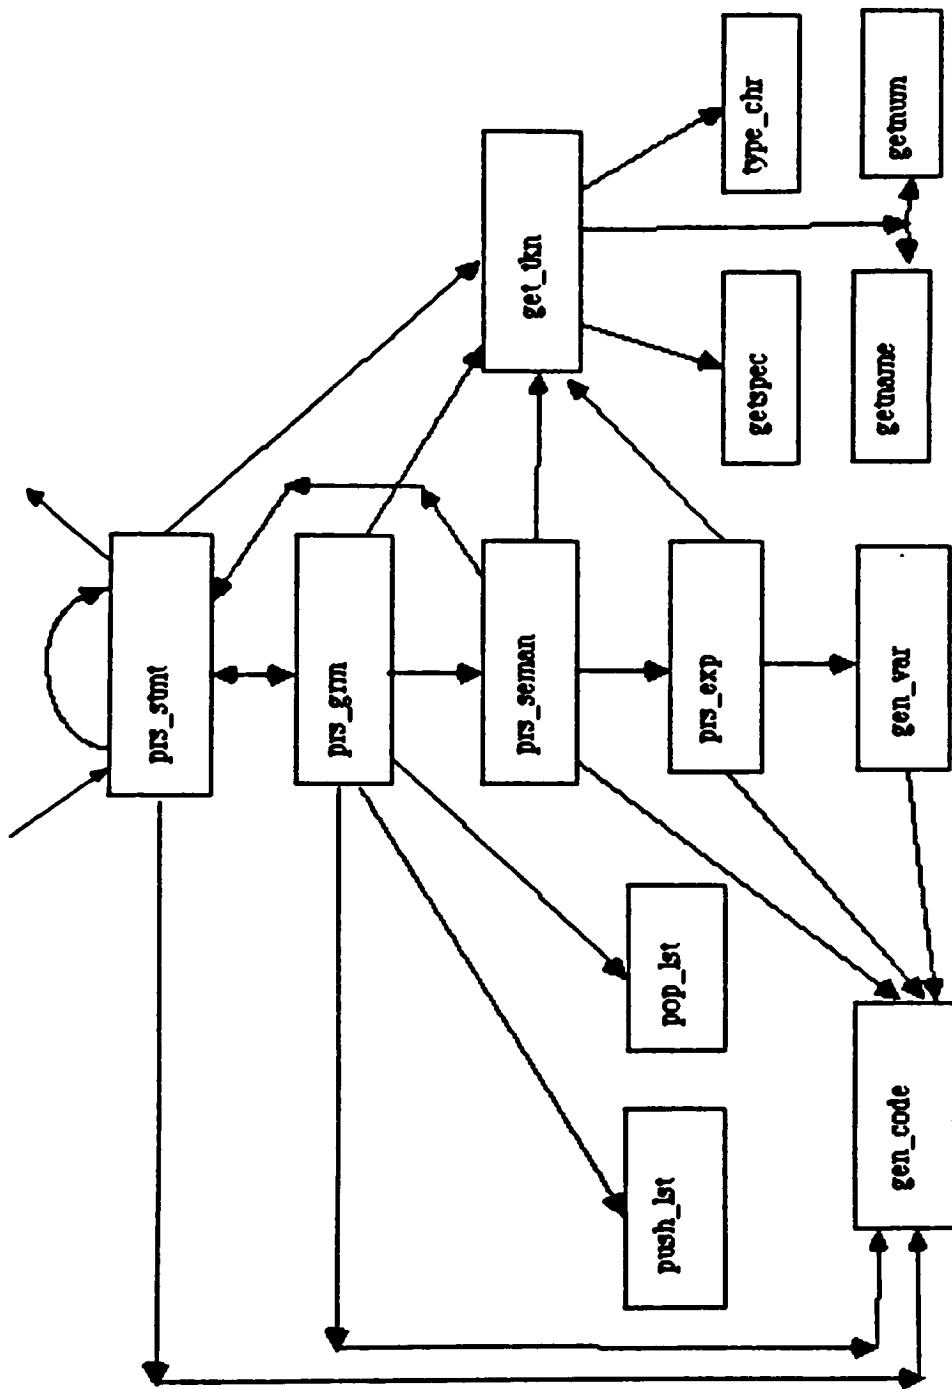 prs_stmt
prs_grm
prs_seman
prs_exp
gen_var
get_tkn
type_chr
getnum
getspec
getname
pop_lst
push_lst
gen_code